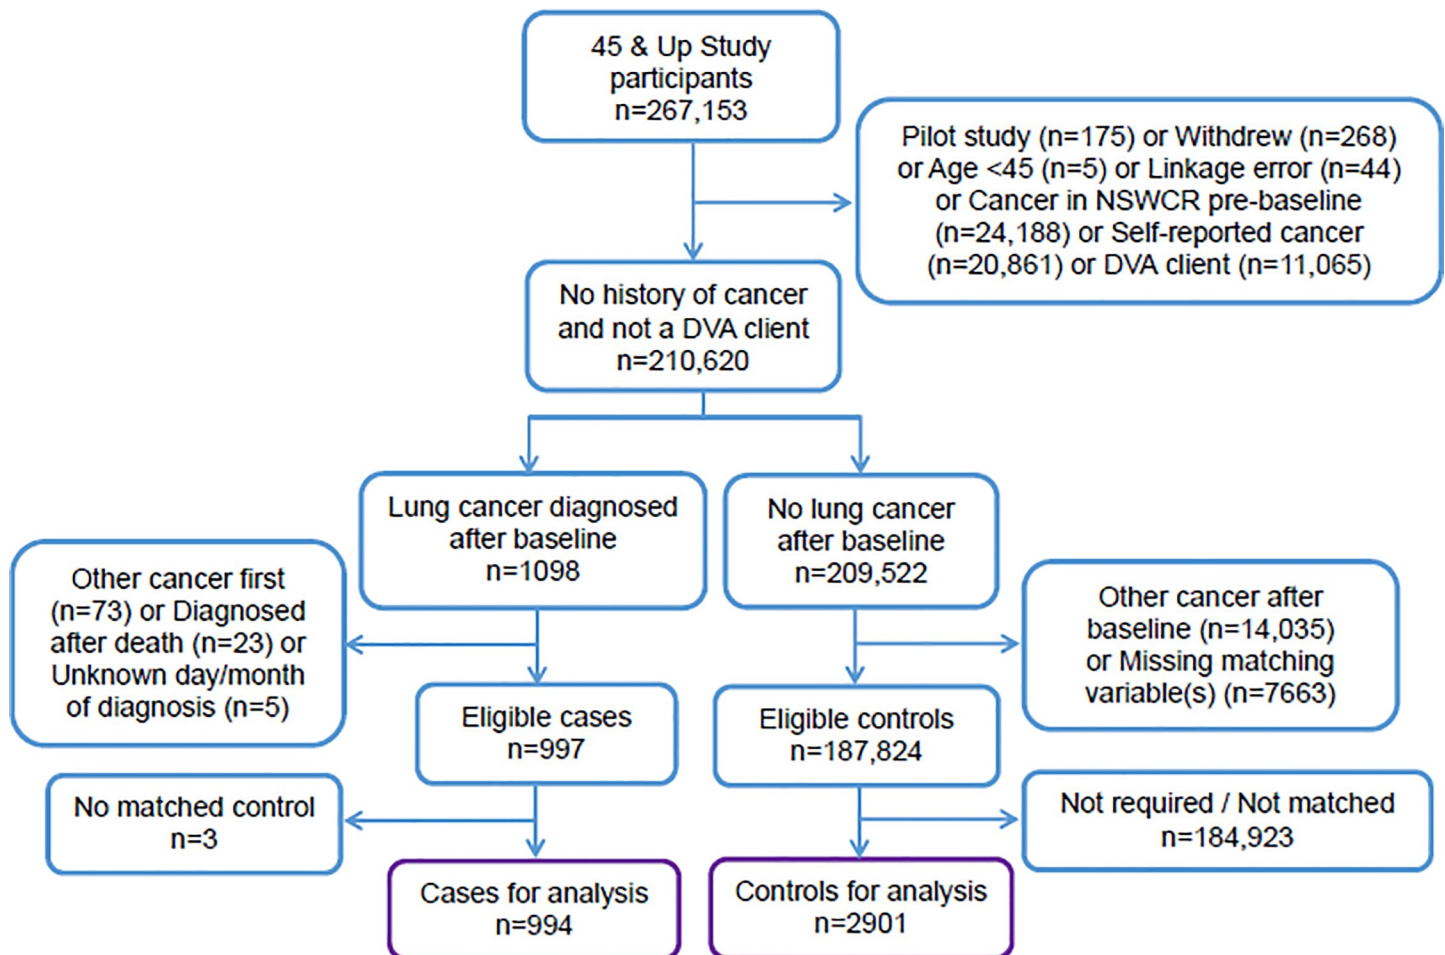 45 & Up Study
participants
n=267,153
Pilot study (n=175) or Withdrew (n=268)
or Age <45 (n=5) or Linkage error (n=44)
or Cancer in NSWCR pre-baseline
(n=24,188) or Self-reported cancer
(n=20,861) or DVA client (n=11,065)
No history of cancer
and not a DVA client
n=210,620
Lung cancer diagnosed
after baseline
n=1098
No lung cancer
after baseline
n=209,522
Other cancer first
(n=73) or Diagnosed
after death (n=23) or
Unknown day/month
of diagnosis (n=5)
Other cancer after
baseline (n=14,035)
or Missing matching
variable(s) (n=7663)
Eligible cases
n=997
Eligible controls
n=187,824
No matched control
n=3
Not required / Not matched
n=184,923
Cases for analysis
n=994
Controls for analysis
n=2901